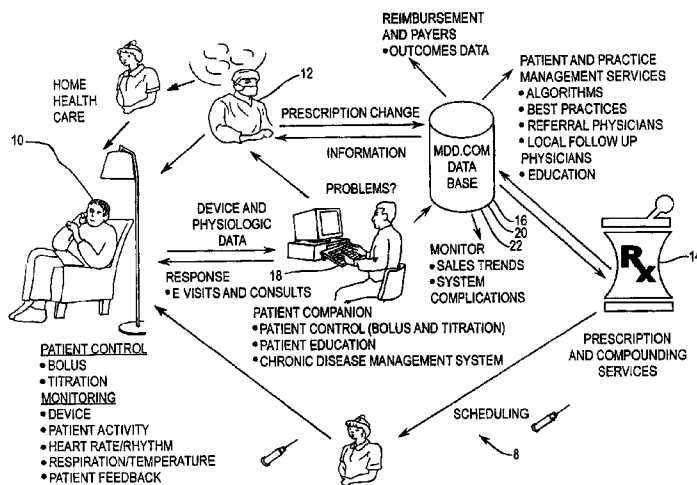 REIMBURSEMENT
AND PAYERS
•OUTCOMES DATA
PATIENT AND PRACTICE
MANAGEMENT SERVICES
•ALGORITHMS
•BEST PRACTICES
•REFERRAL PHYSICIANS
•LOCAL FOLLOW UP
PHYSICIANS
•EDUCATION
12
HOME
HEALTH
CARE
10
PRESCRIPTION CHANGE
INFORMATION
MDD.COM
DATA
BASE
16
20
22
PROBLEMS?
DEVICE AND
PHYSIOLOGIC
DATA
18
RESPONSE
•E VISITS AND CONSULTS
MONITOR
•SALES TRENDS
•SYSTEM
COMPLICATIONS
Rx
14
PATIENT COMPANION
•PATIENT CONTROL (BOLUS AND TITRATION)
•PATIENT EDUCATION
•CHRONIC DISEASE MANAGEMENT SYSTEM
PRESCRIPTION
AND COMPOUNDING
SERVICES
PATIENT CONTROL
•BOLUS
•TITRATION
MONITORING
•DEVICE
•PATIENT ACTIVITY
•HEART RATE/RHYTHM
•RESPIRATION/TEMPERATURE
•PATIENT FEEDBACK
SCHEDULING
8